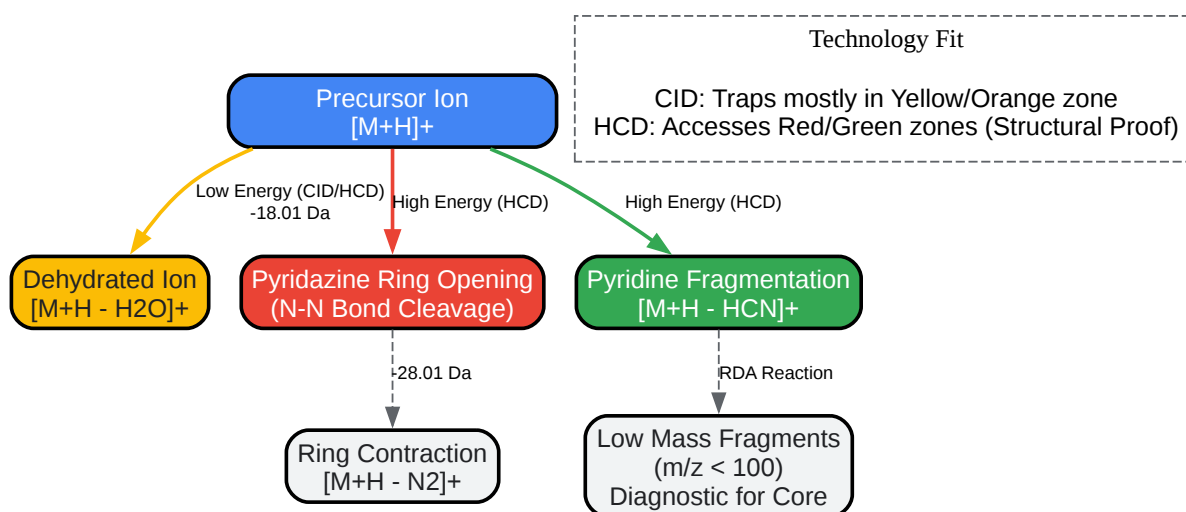 Technology Fit
CID: Traps mostly in Yellow/Orange zone
HCD: Accesses Red/Green zones (Structural Proof)
Precursor Ion
[M+H]+
Low Energy (CID/HCD)
-18.01 Da
High Energy (HCD)
High Energy (HCD)
Dehydrated Ion
[M+H - H2O]+
Pyridazine Ring Opening
(N-N Bond Cleavage)
Pyridine Fragmentation
[M+H - HCN]+
-28.01 Da
RDA Reaction
Ring Contraction
[M+H - N2]+
Low Mass Fragments
(m/z < 100)
Diagnostic for Core